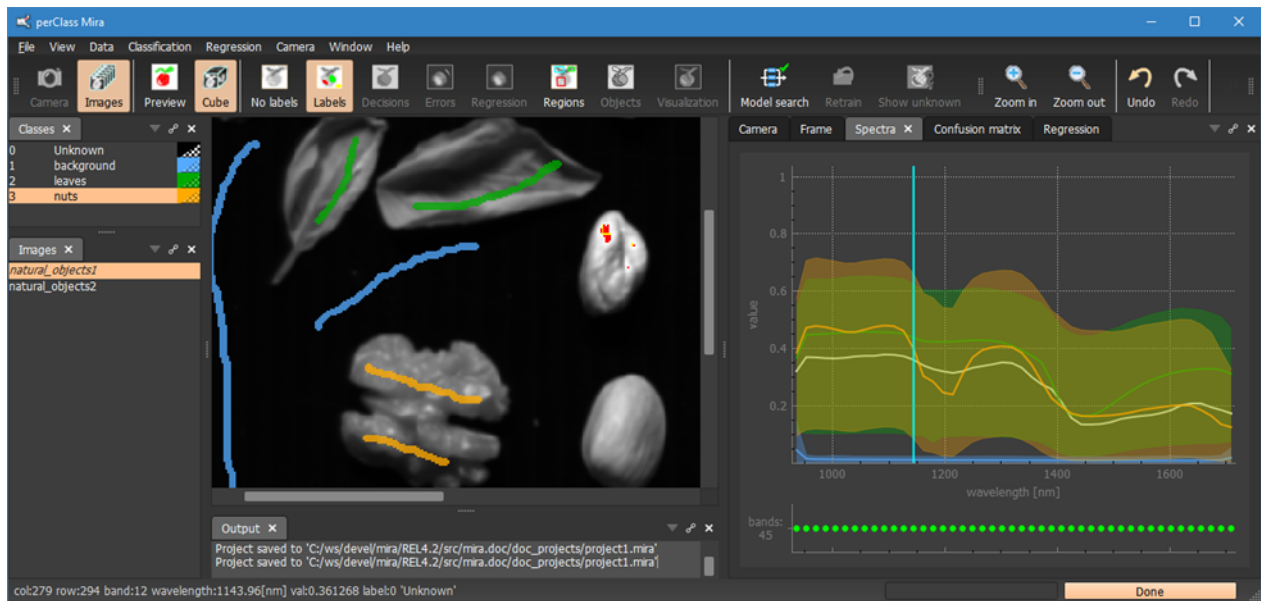 perClass Mira
File View Data Classification Regression Camera Window Help
Camera Images Preview Cube No labels Labels Decisions Errors Regression Regions Objects Visualization Model search Retrain Show unknown Zoom in Zoom out Undo Redo
Classes
0 Unknown
1 background
2 leaves
3 nuts
Images
natural_objects1
natural_objects2
Camera Frame Spectra Confusion matrix Regression
1
0.8
0.6
0.4
0.2
value
1000 1200 1400 1600
wavelength [nm]
bands:
45
Output
Project saved to 'C:/ws/devel/mira/REL4.2/src/mira.doc/doc_projects/project1.mira'
Project saved to 'C:/ws/devel/mira/REL4.2/src/mira.doc/doc_projects/project1.mira'
col:279 row:294 band:12 wavelength:1143.96[nm] val:0.361268 label:0 'Unknown'
Done